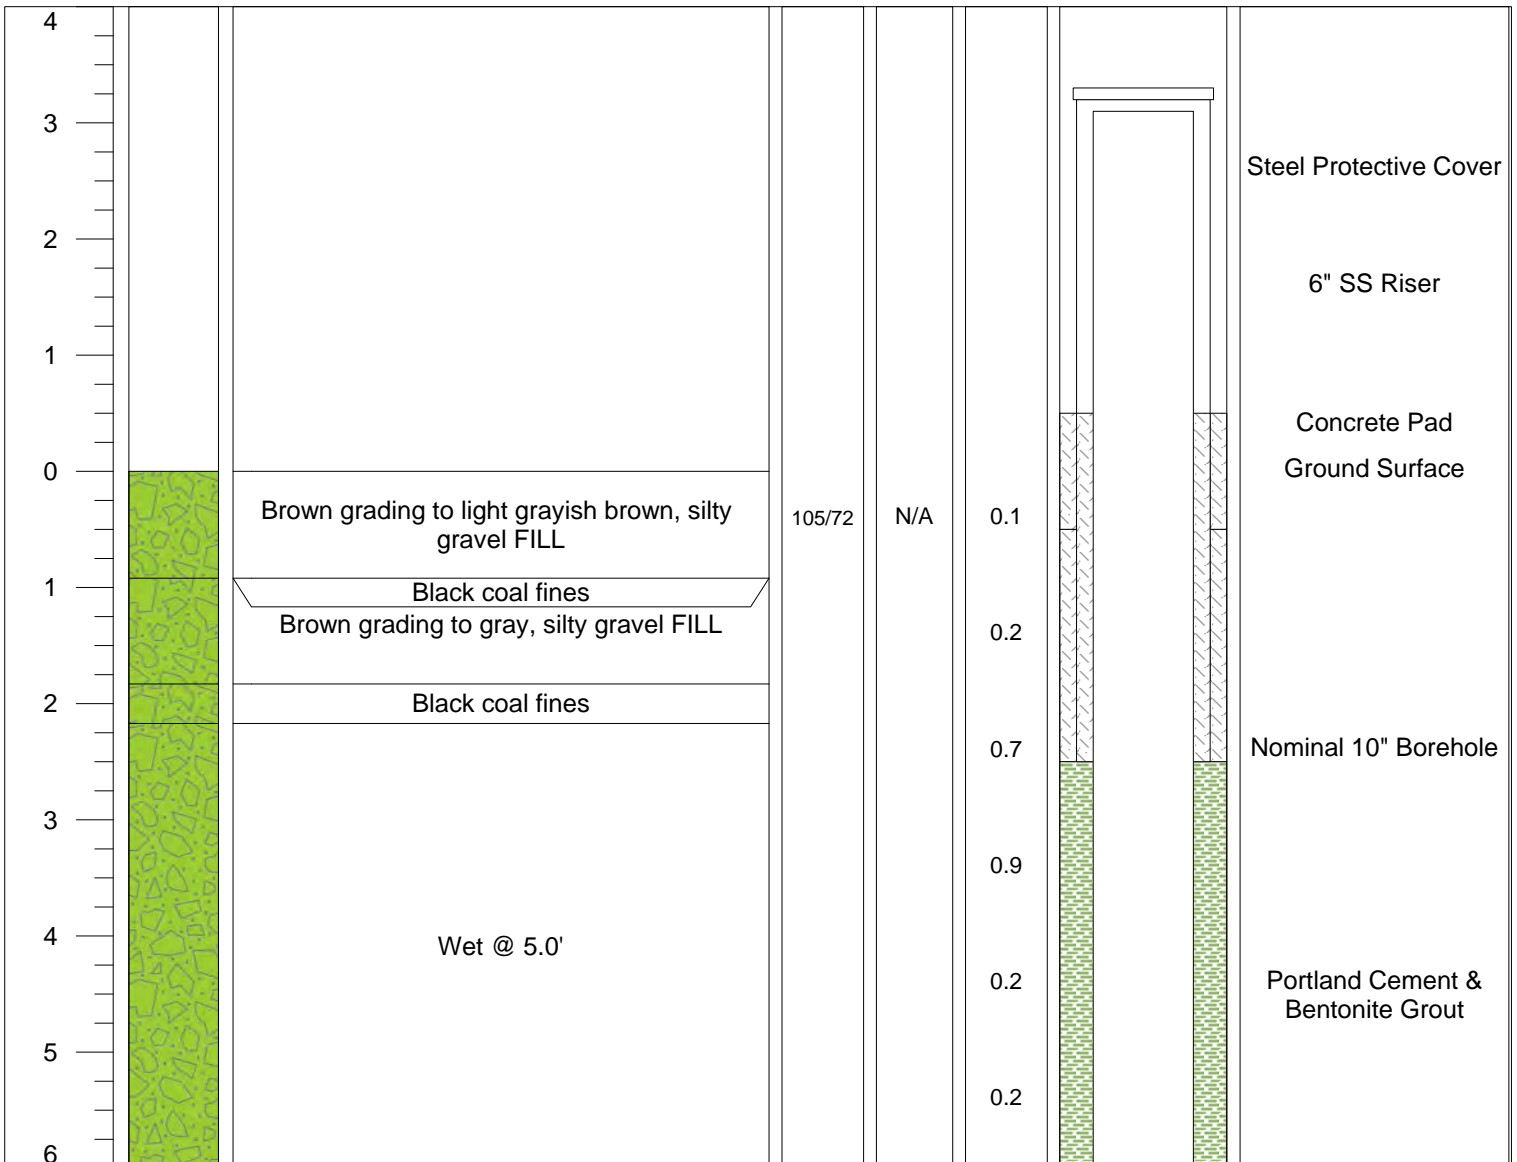 4
3
Steel Protective Cover
2
6" SS Riser
1
Concrete Pad
0
Ground Surface
Brown grading to light grayish brown, silty
gravel FILL
105/72
N/A
0.1
1
Black coal fines
Brown grading to gray, silty gravel FILL
0.2
2
Black coal fines
0.7
Nominal 10" Borehole
3
0.9
4
Wet @ 5.0'
0.2
Portland Cement &
Bentonite Grout
5
0.2
6